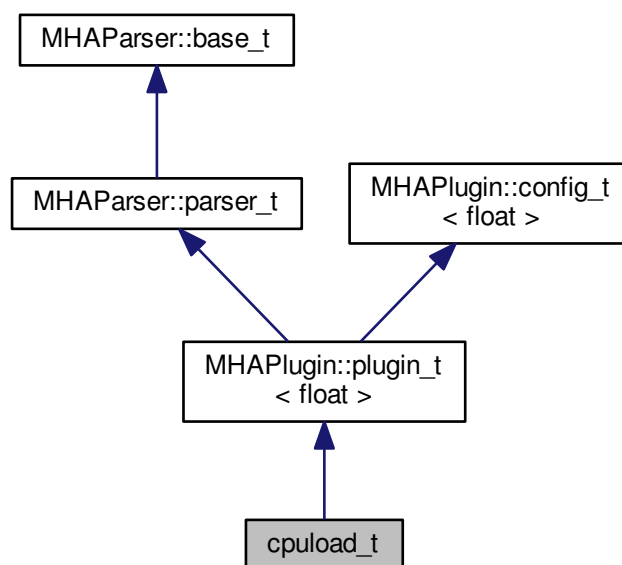 MHAParser::base_t
MHAParser::parser_t
MHAPlugin::config_t
< float >
MHAPlugin::plugin_t
< float >
cpuload_t